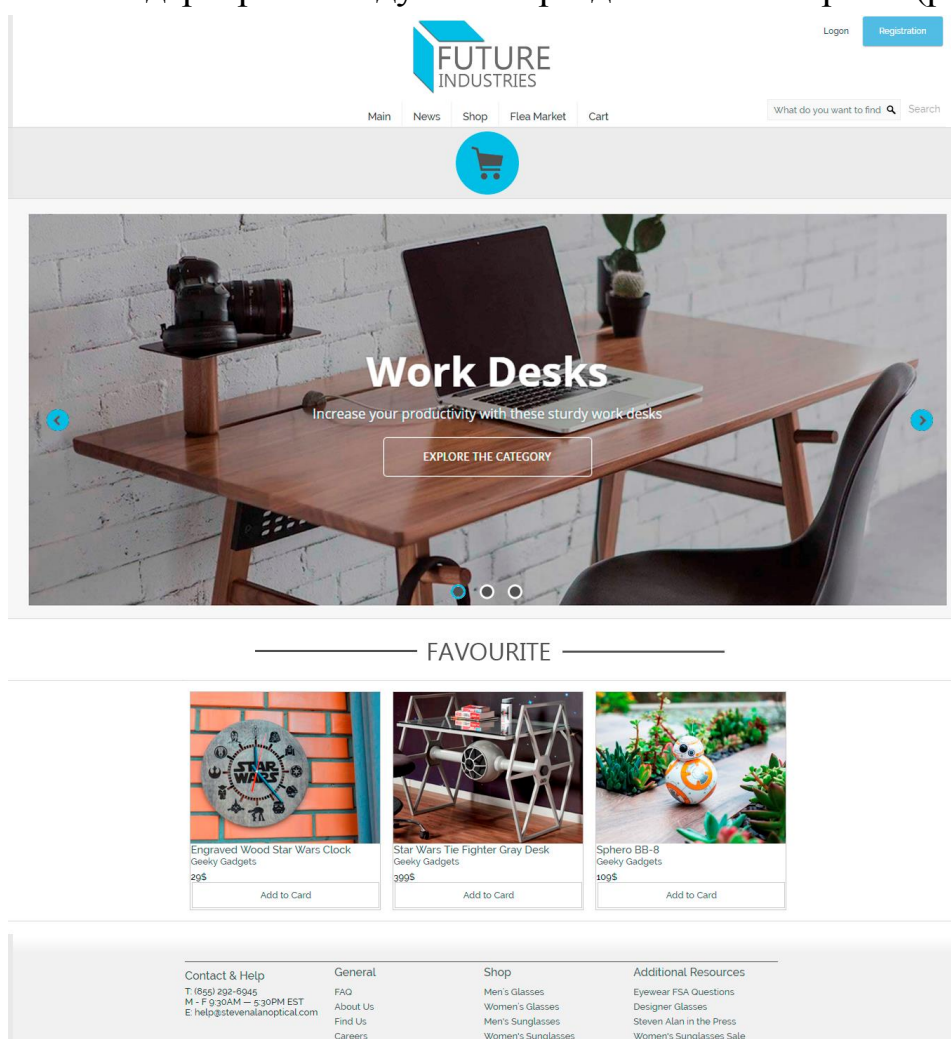 Logon Registration
FUTURE
INDUSTRIES
Main News Shop Flea Market Cart
What do you want to find Search
Work Desks
Increase your productivity with these sturdy work desks
EXPLORE THE CATEGORY
FAVOURITE
STAR
WARS
Engraved Wood Star Wars Clock
Geeky Gadgets
29$
Add to Card
Star Wars Tie Fighter Gray Desk
Geeky Gadgets
399$
Add to Card
Sphero BB-8
Geeky Gadgets
109$
Add to Card
Contact & Help
T: (855) 292-6945
M - F 9:30AM — 5:30PM EST
E: help@stevenalanoptical.com
General
FAQ
About Us
Find Us
Careers
Shop
Men's Glasses
Women's Glasses
Men's Sunglasses
Women's Sunglasses
Additional Resources
Eyewear FSA Questions
Designer Glasses
Steven Alan in the Press
Women's Sunglasses Sale